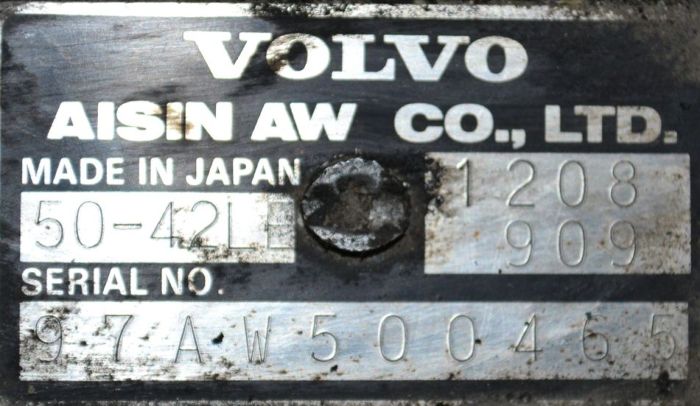 VOLVO
AISIN AW CO., LTD.
MADE IN JAPAN 1208
50-42LE 909
SERIAL NO.
97AW500465